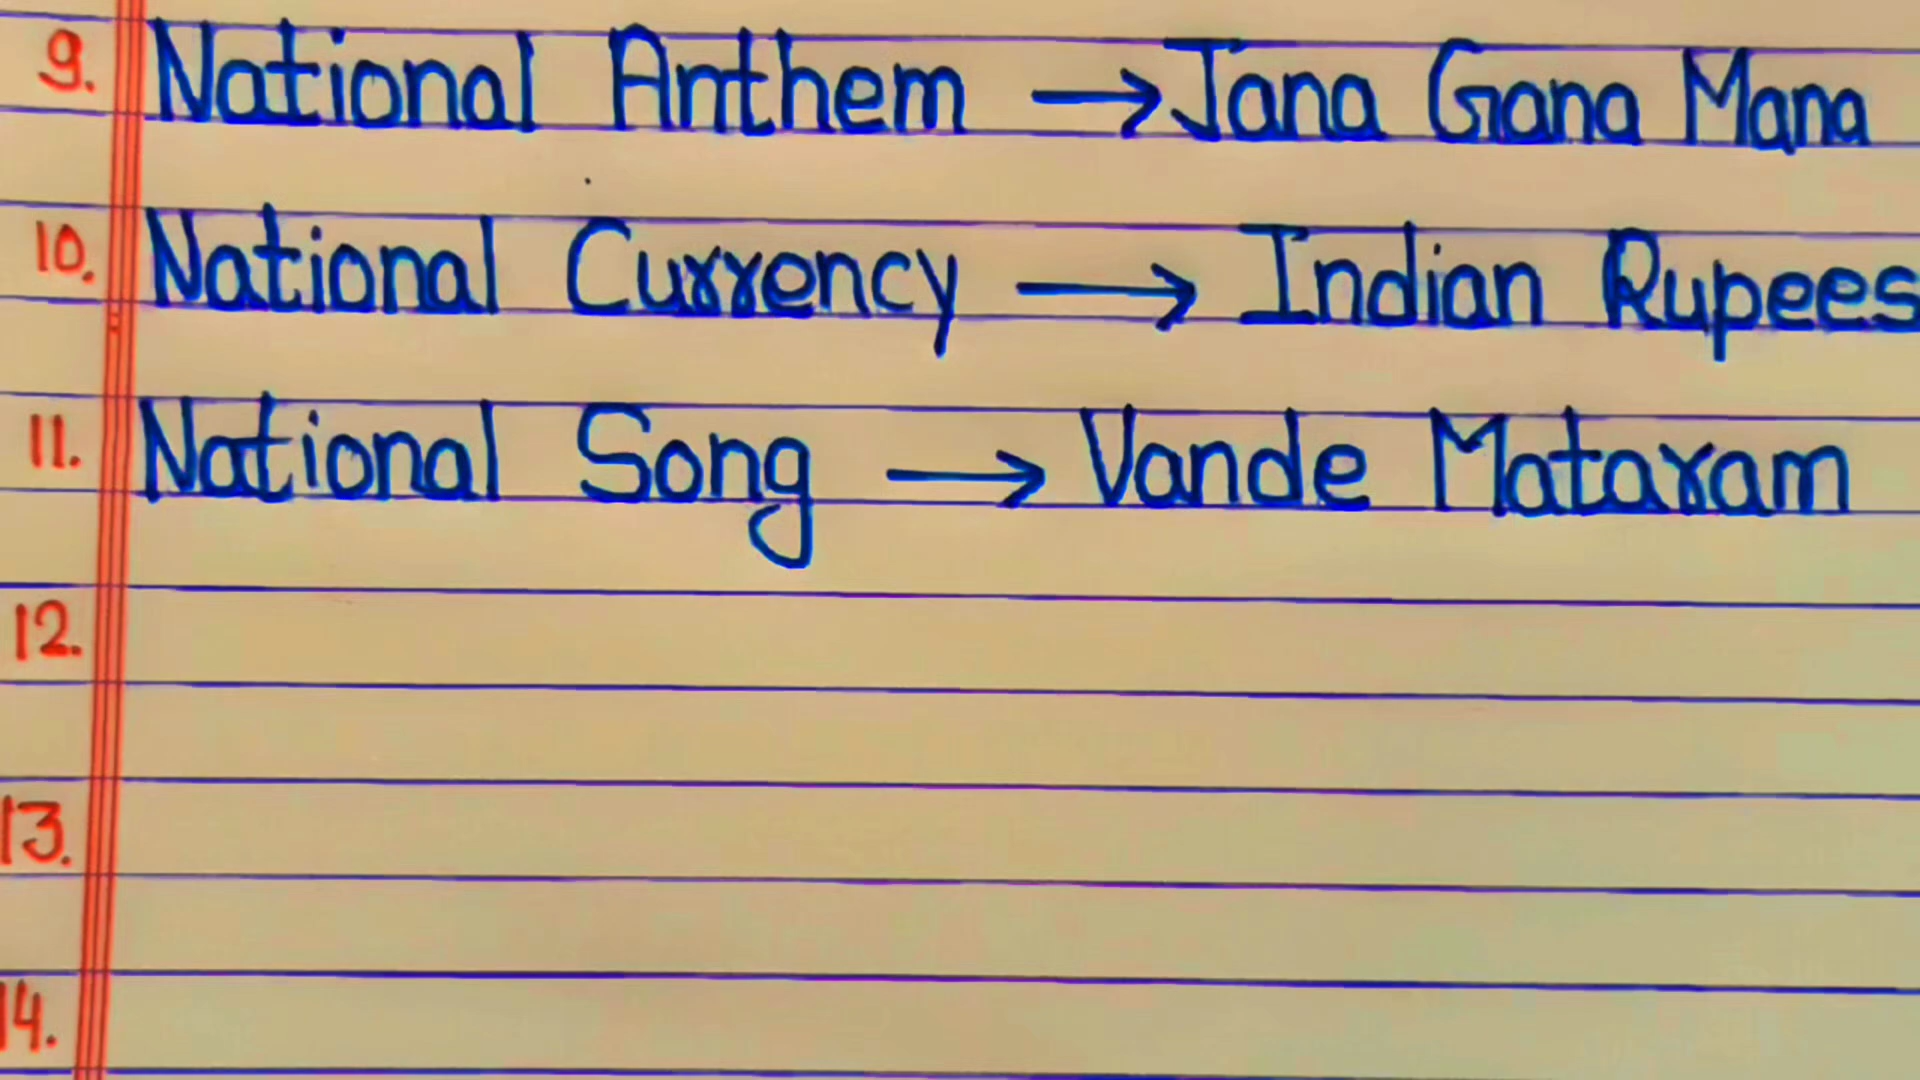 9. National Anthem → Jana Gana Mana
10. National Currency → Indian Rupees
11. National Song → Vande Mataram
12.
13.
14.